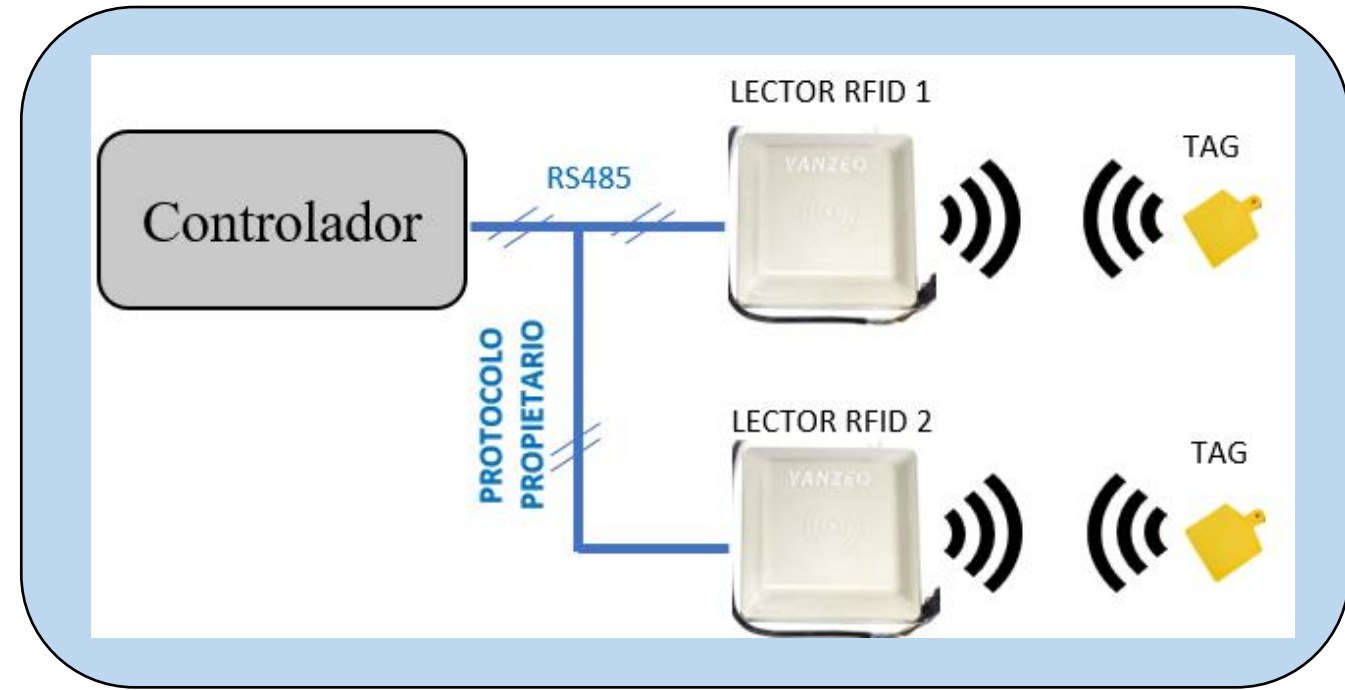 LECTOR RFID 1
YANZEO
TAG
RS485
Controlador
PROTOCOLO
PROPIETARIO
LECTOR RFID 2
YANZEO
TAG